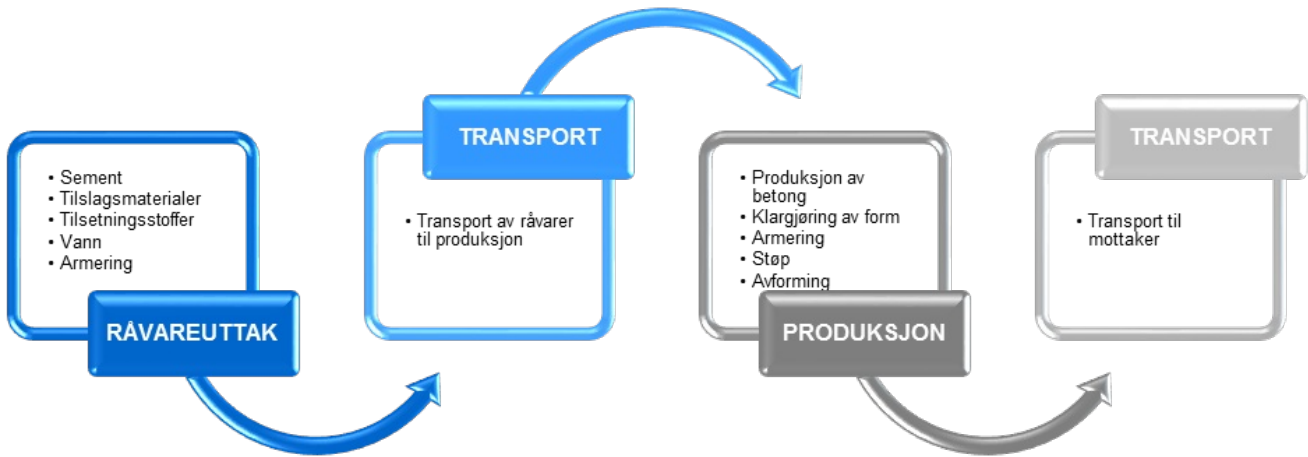 • Sement
• Tilslagsmaterialer
• Tilsetningsstoffer
• Vann
• Armering
RÅVAREUTTAK
TRANSPORT
• Transport av råvarer
til produksjon
• Produksjon av
betong
• Klargjøring av form
• Armering
• Støp
• Avforming
PRODUKSJON
TRANSPORT
• Transport til
mottaker